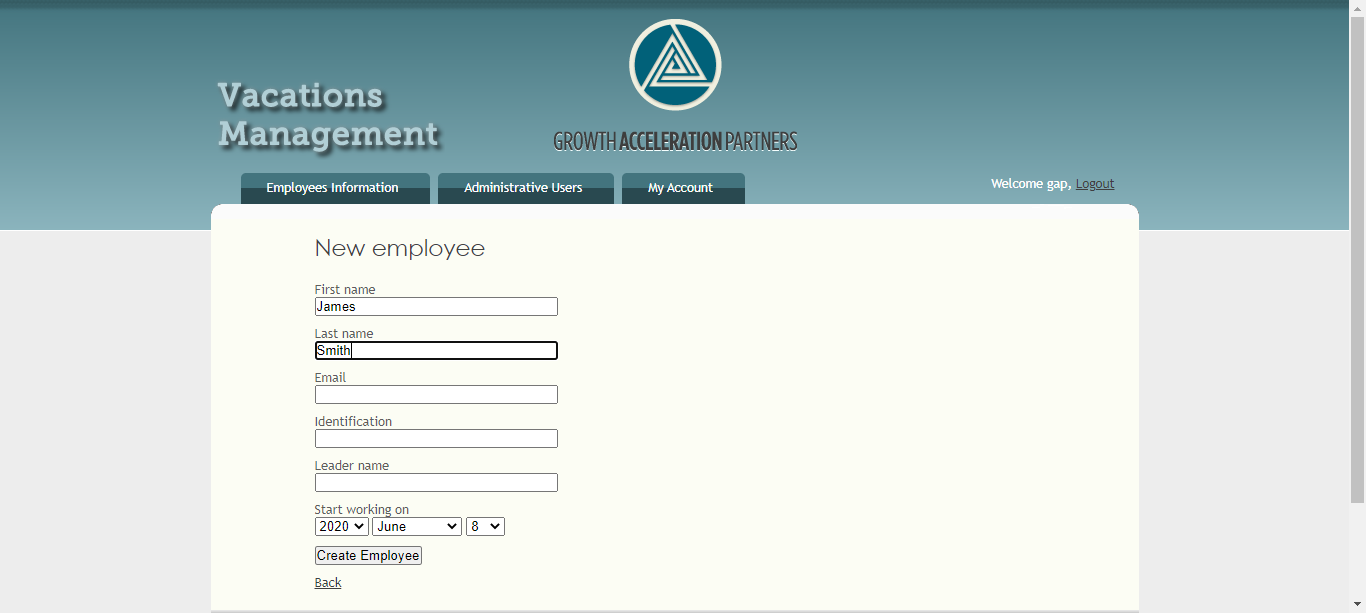 Vacations
Management
GROWTH ACCELERATION PARTNERS
Employees Information
Administrative Users
My Account
Welcome gap, Logout
New employee
First name
James
Last name
Smith
Email
Identification
Leader name
Start working on
2020 June 8
Create Employee
Back